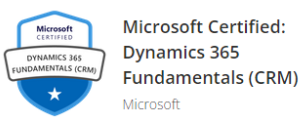 Microsoft
CERTIFIED
DYNAMICS 365
FUNDAMENTALS (CRM)
Microsoft Certified:
Dynamics 365
Fundamentals (CRM)
Microsoft